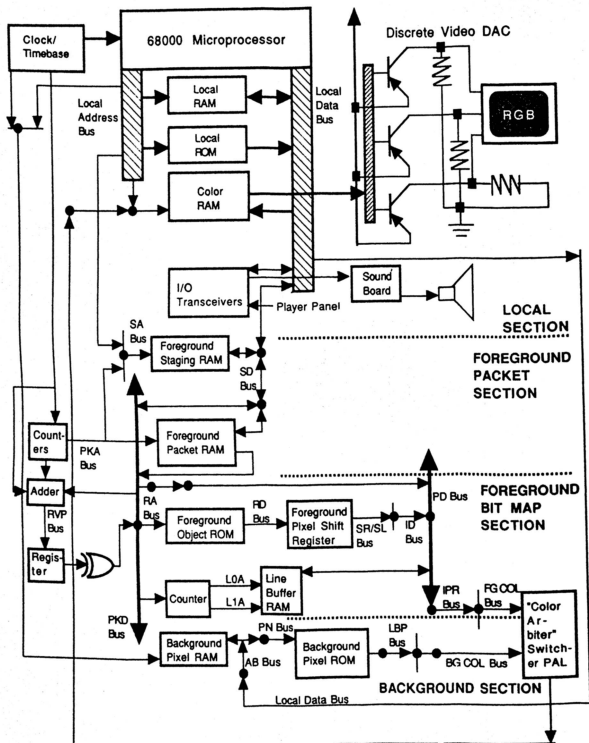 Clock/
Timebase
68000 Microprocessor
Discrete Video DAC
Local
Address
Bus
Local
RAM
Local
ROM
Color
RAM
Local
Data
Bus
RGB
I/O
Transceivers
Player Panel
Sound
Board
LOCAL
SECTION
SA
Bus
Foreground
Staging RAM
SD
Bus
FOREGROUND
PACKET
SECTION
Count-
ers
PKA
Bus
Foreground
Packet RAM
Adder
RVP
Bus
RA
Bus
Foreground
Object ROM
RD
Bus
Foreground
Pixel Shift
Register
SR/SL
Bus
ID
Bus
PD Bus
FOREGROUND
BIT MAP
SECTION
Regis-
ter
Counter
L0A
L1A
Line
Buffer
RAM
PKD
Bus
IPR
Bus
FG COL
Bus
"Color
Ar-
biter"
Switch-
er PAL
Background
Pixel RAM
PN Bus
AB Bus
Background
Pixel ROM
LBP
Bus
BG COL Bus
BACKGROUND SECTION
Local Data Bus